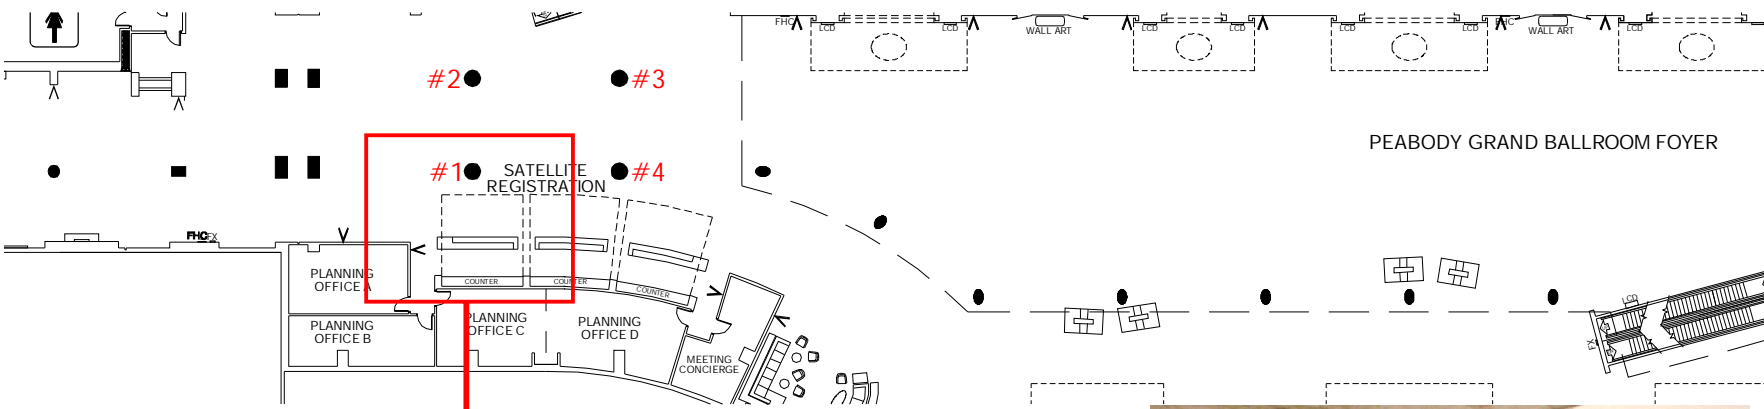 FHC
LCD
LCD
WALL ART
LCD
LCD
LCD
LCD
FHC
WALL ART
LCD
#2
#3
PEABODY GRAND BALLROOM FOYER
#1
SATELLITE
REGISTRATION
#4
FHC
FX
PLANNING
OFFICE A
COUNTER
COUNTER
COUNTER
LCD
PLANNING
OFFICE B
PLANNING
OFFICE C
PLANNING
OFFICE D
FX
MEETING
CONCIERGE